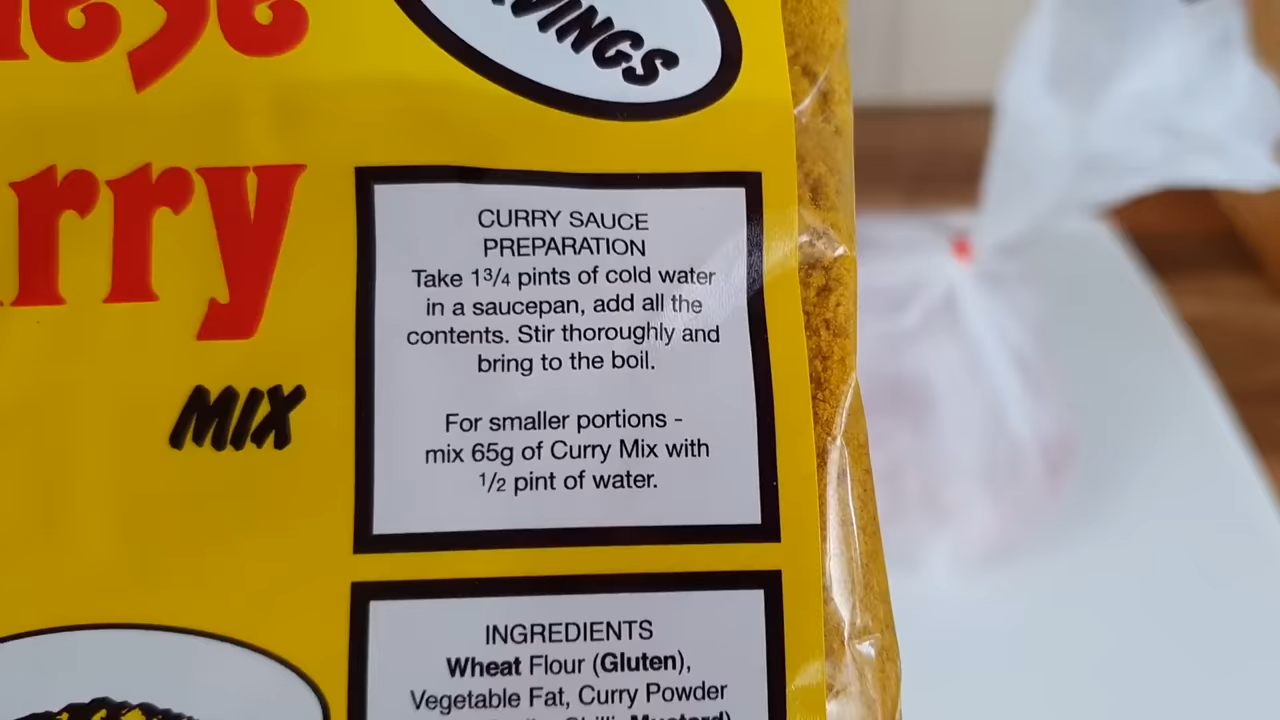 rry
MIX
CURRY SAUCE
PREPARATION
Take 1¾ pints of cold water
in a saucepan, add all the
contents. Stir thoroughly and
bring to the boil.
For smaller portions -
mix 65g of Curry Mix with
½ pint of water.
INGREDIENTS
Wheat Flour (Gluten),
Vegetable Fat, Curry Powder